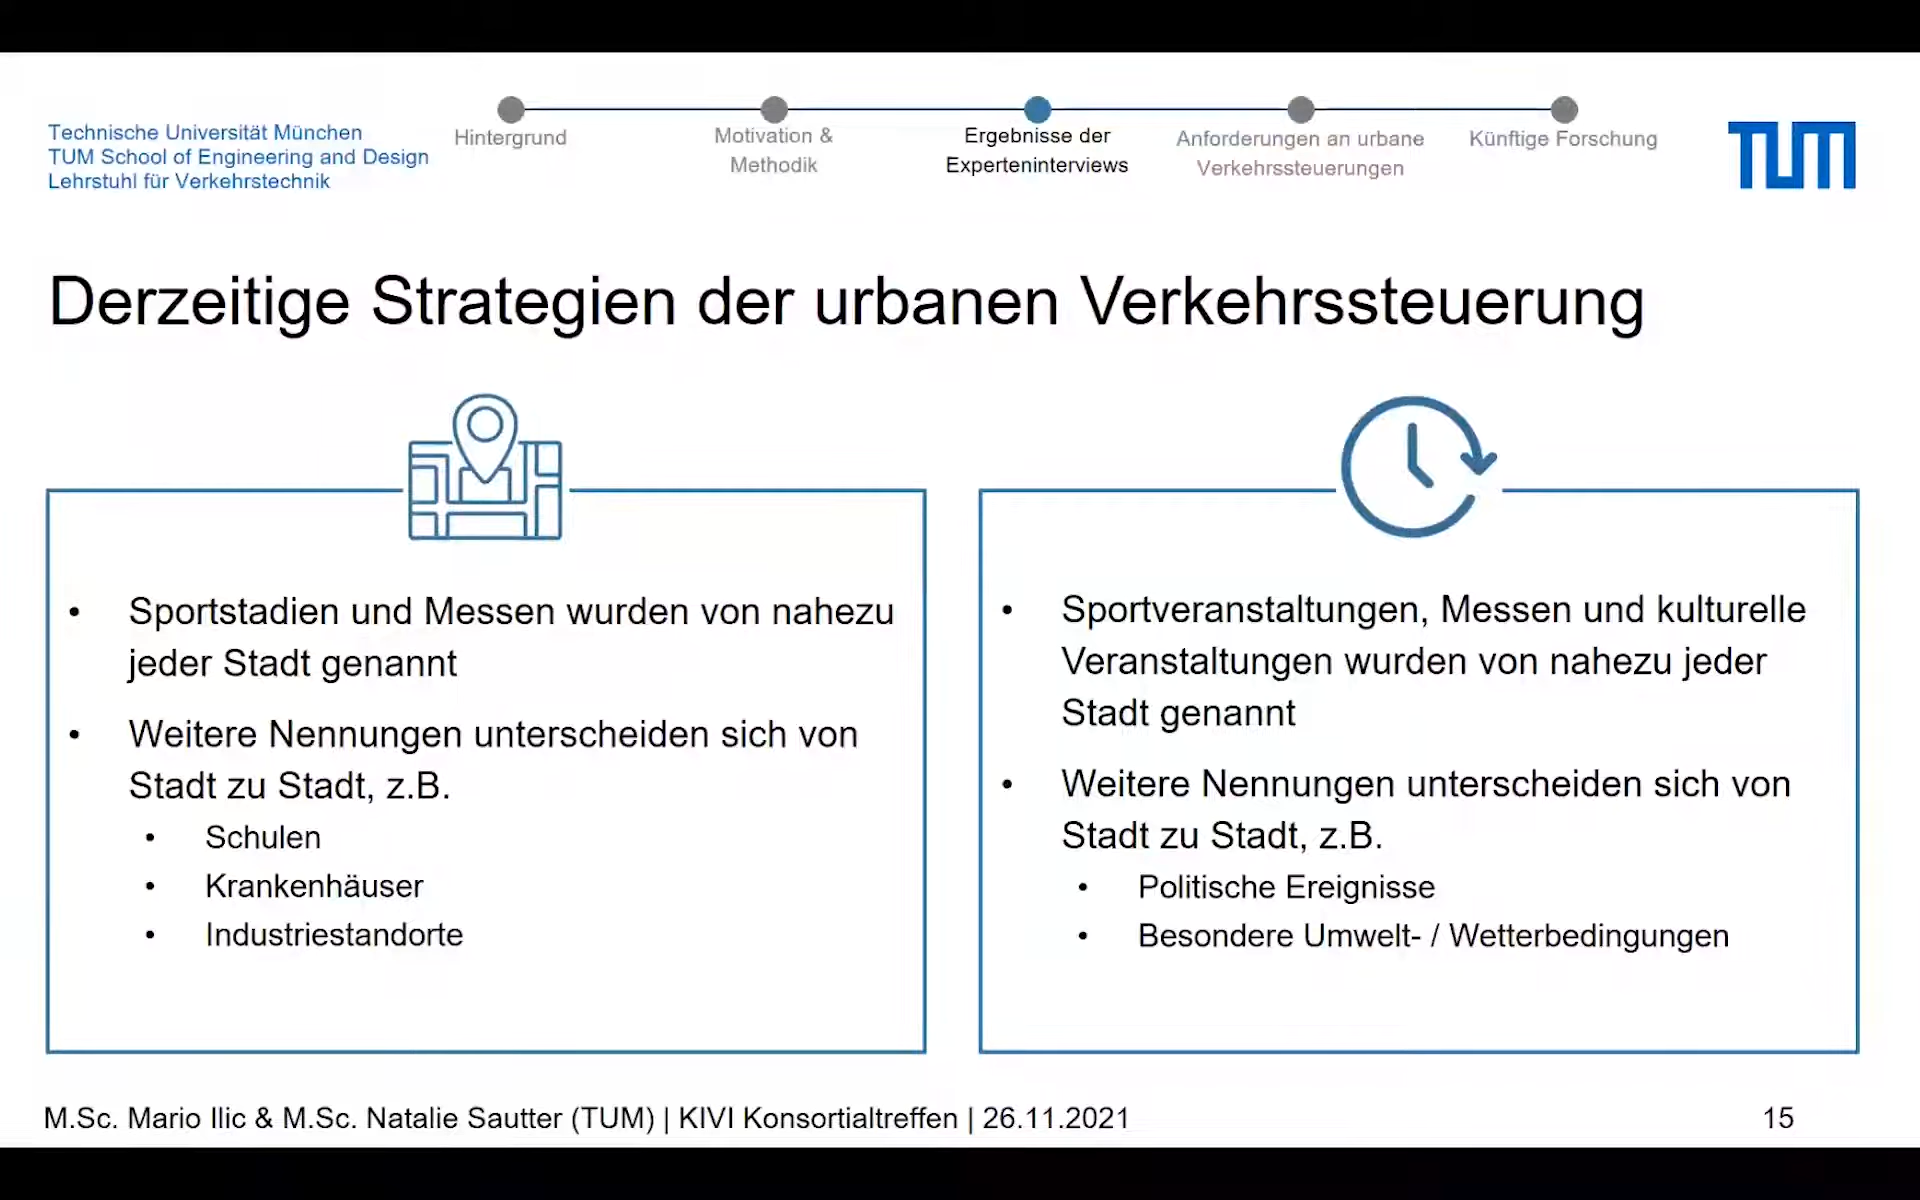 Technische Universität München
TUM School of Engineering and Design
Lehrstuhl für Verkehrstechnik
Hintergrund
Motivation &
Methodik
Ergebnisse der
Experteninterviews
Anforderungen an urbane
Verkehrssteuerungen
Künftige Forschung
TUM
Derzeitige Strategien der urbanen Verkehrssteuerung
• Sportstadien und Messen wurden von nahezu
jeder Stadt genannt
• Weitere Nennungen unterscheiden sich von
Stadt zu Stadt, z.B.
• Schulen
• Krankenhäuser
• Industriestandorte
• Sportveranstaltungen, Messen und kulturelle
Veranstaltungen wurden von nahezu jeder
Stadt genannt
• Weitere Nennungen unterscheiden sich von
Stadt zu Stadt, z.B.
• Politische Ereignisse
• Besondere Umwelt- / Wetterbedingungen
M.Sc. Mario Ilic & M.Sc. Natalie Sautter (TUM) | KIVI Konsortialtreffen | 26.11.2021
15